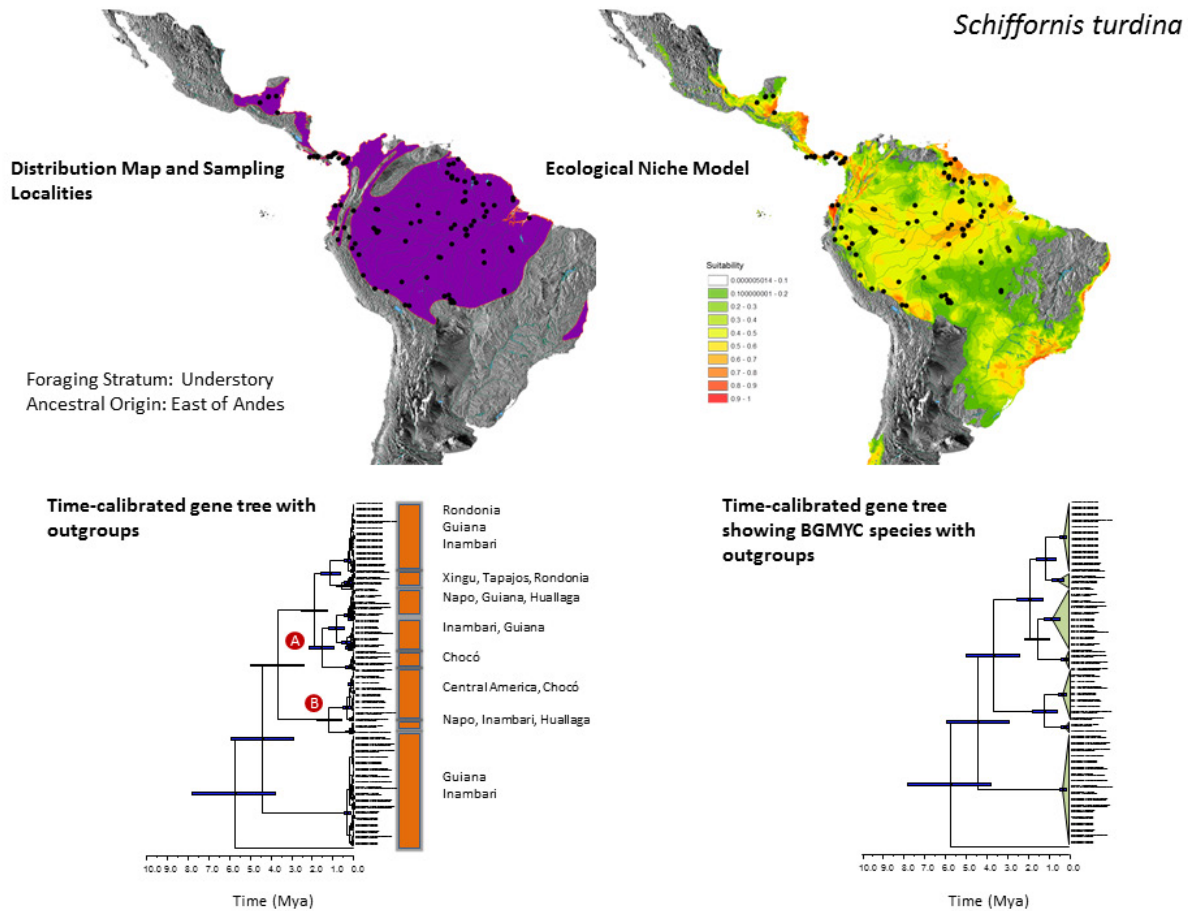 Schiffornis turdina
Distribution Map and Sampling
Localities
Ecological Niche Model
Suitability
0.000005014 - 0.1
0.100000001 - 0.2
0.2 - 0.3
0.3 - 0.4
0.4 - 0.5
0.5 - 0.6
0.6 - 0.7
0.7 - 0.8
0.8 - 0.9
0.9 - 1
Foraging Stratum: Understory
Ancestral Origin: East of Andes
Time-calibrated gene tree with
outgroups
Rondonia
Guiana
Inambari
Xingu, Tapajos, Rondonia
Napo, Guiana, Huallaga
Inambari, Guiana
Chocó
Central America, Chocó
Napo, Inambari, Huallaga
Guiana
Inambari
A
B
10.0 9.0 8.0 7.0 6.0 5.0 4.0 3.0 2.0 1.0 0.0
Time (Mya)
Time-calibrated gene tree
showing BGMYC species with
outgroups
10.0 9.0 8.0 7.0 6.0 5.0 4.0 3.0 2.0 1.0 0.0
Time (Mya)